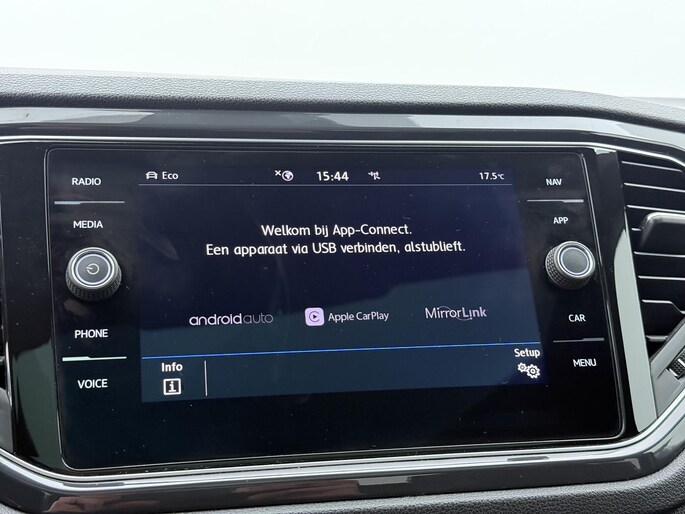 RADIO
MEDIA
PHONE
VOICE
Eco
15:44
17.5°C
Welkom bij App-Connect.
Een apparaat via USB verbinden, alstublieft.
androidauto
Apple CarPlay
MirrorLink
Info
Setup
NAV
APP
CAR
MENU